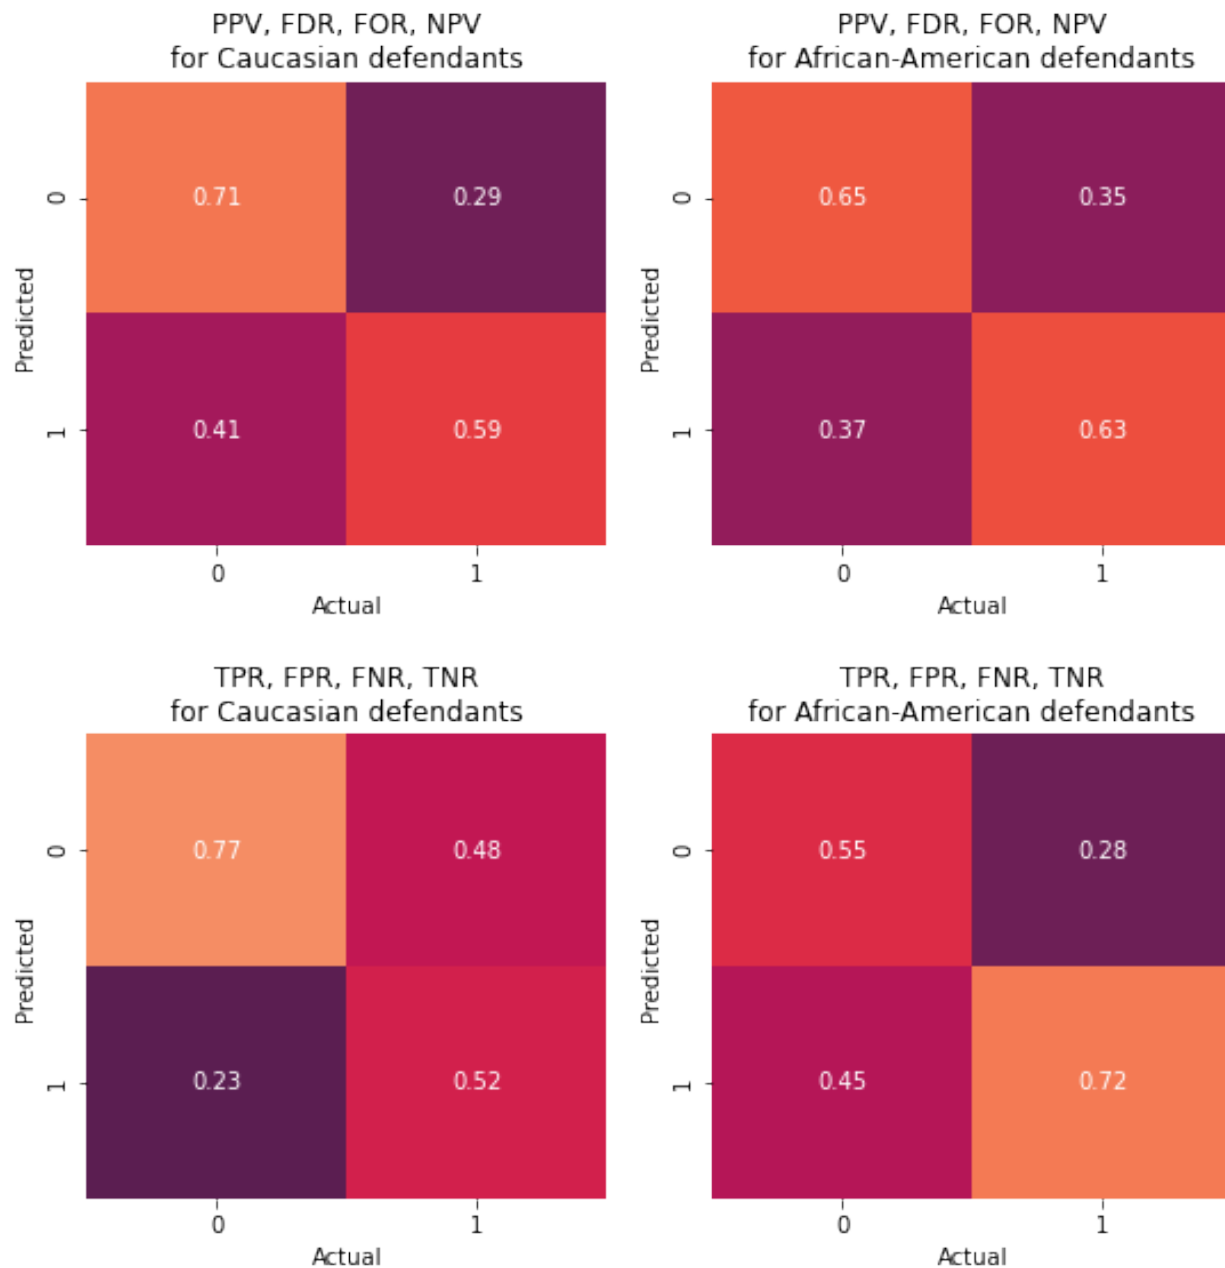 PPV, FDR, FOR, NPV
for Caucasian defendants
0.71 0.29
0.41 0.59
0
1
Predicted
0 1
Actual
PPV, FDR, FOR, NPV
for African-American defendants
0.65 0.35
0.37 0.63
0
1
Predicted
0 1
Actual
TPR, FPR, FNR, TNR
for Caucasian defendants
0.77 0.48
0.23 0.52
0
1
Predicted
0 1
Actual
TPR, FPR, FNR, TNR
for African-American defendants
0.55 0.28
0.45 0.72
0
1
Predicted
0 1
Actual